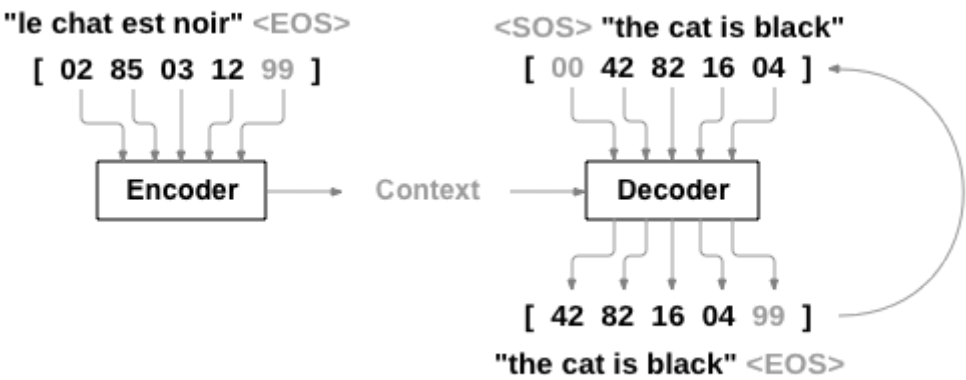 "le chat est noir" <EOS>
[ 02 85 03 12 99 ]
Encoder
Context
<SOS> "the cat is black"
[ 00 42 82 16 04 ]
Decoder
[ 42 82 16 04 99 ]
"the cat is black" <EOS>